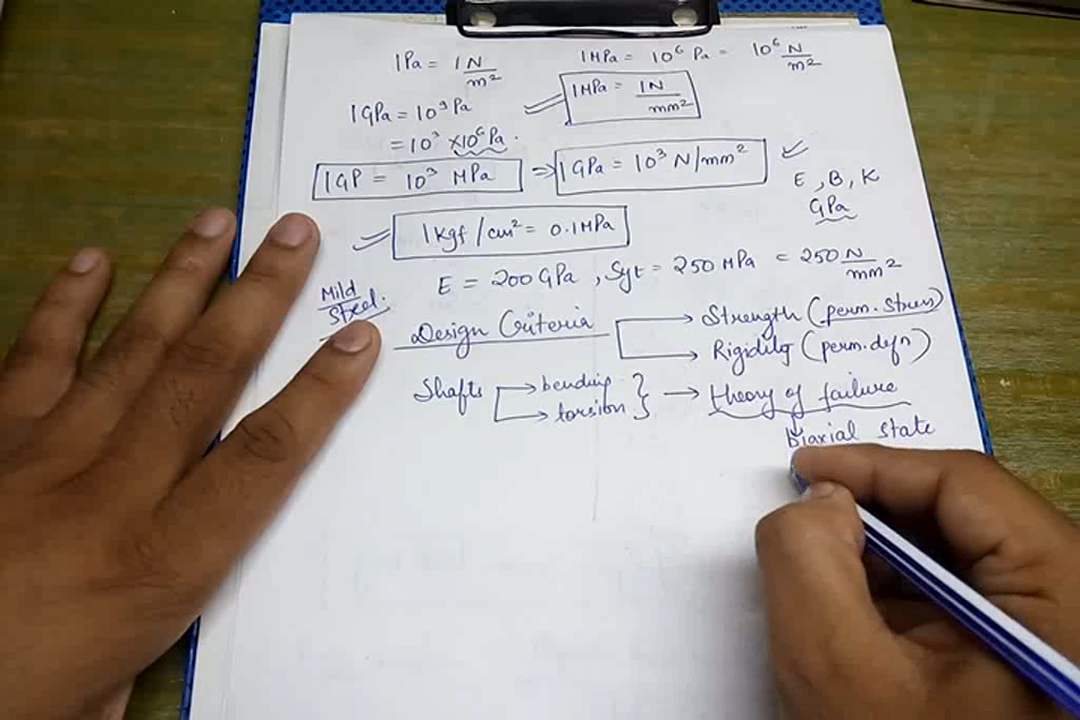 1Pa = 1N/m² 1MPa = 10⁶ Pa = 10⁶ N/m²
1GPa = 10⁹ Pa 1MPa = 1N/mm²
= 10³ × 10⁶ Pa.
1GP = 10³ MPa ⇒ 1GPa = 10³ N/mm²
E, B, K
GPa
1kgf/cm² = 0.1MPa
Mild Steel. E = 200 GPa, Syt = 250 MPa = 250 N/mm²
Design Criteria → Strength (perm. Stress)
→ Rigidity (perm. defn)
Shafts → bending } → theory of failure
→ torsion
biaxial state